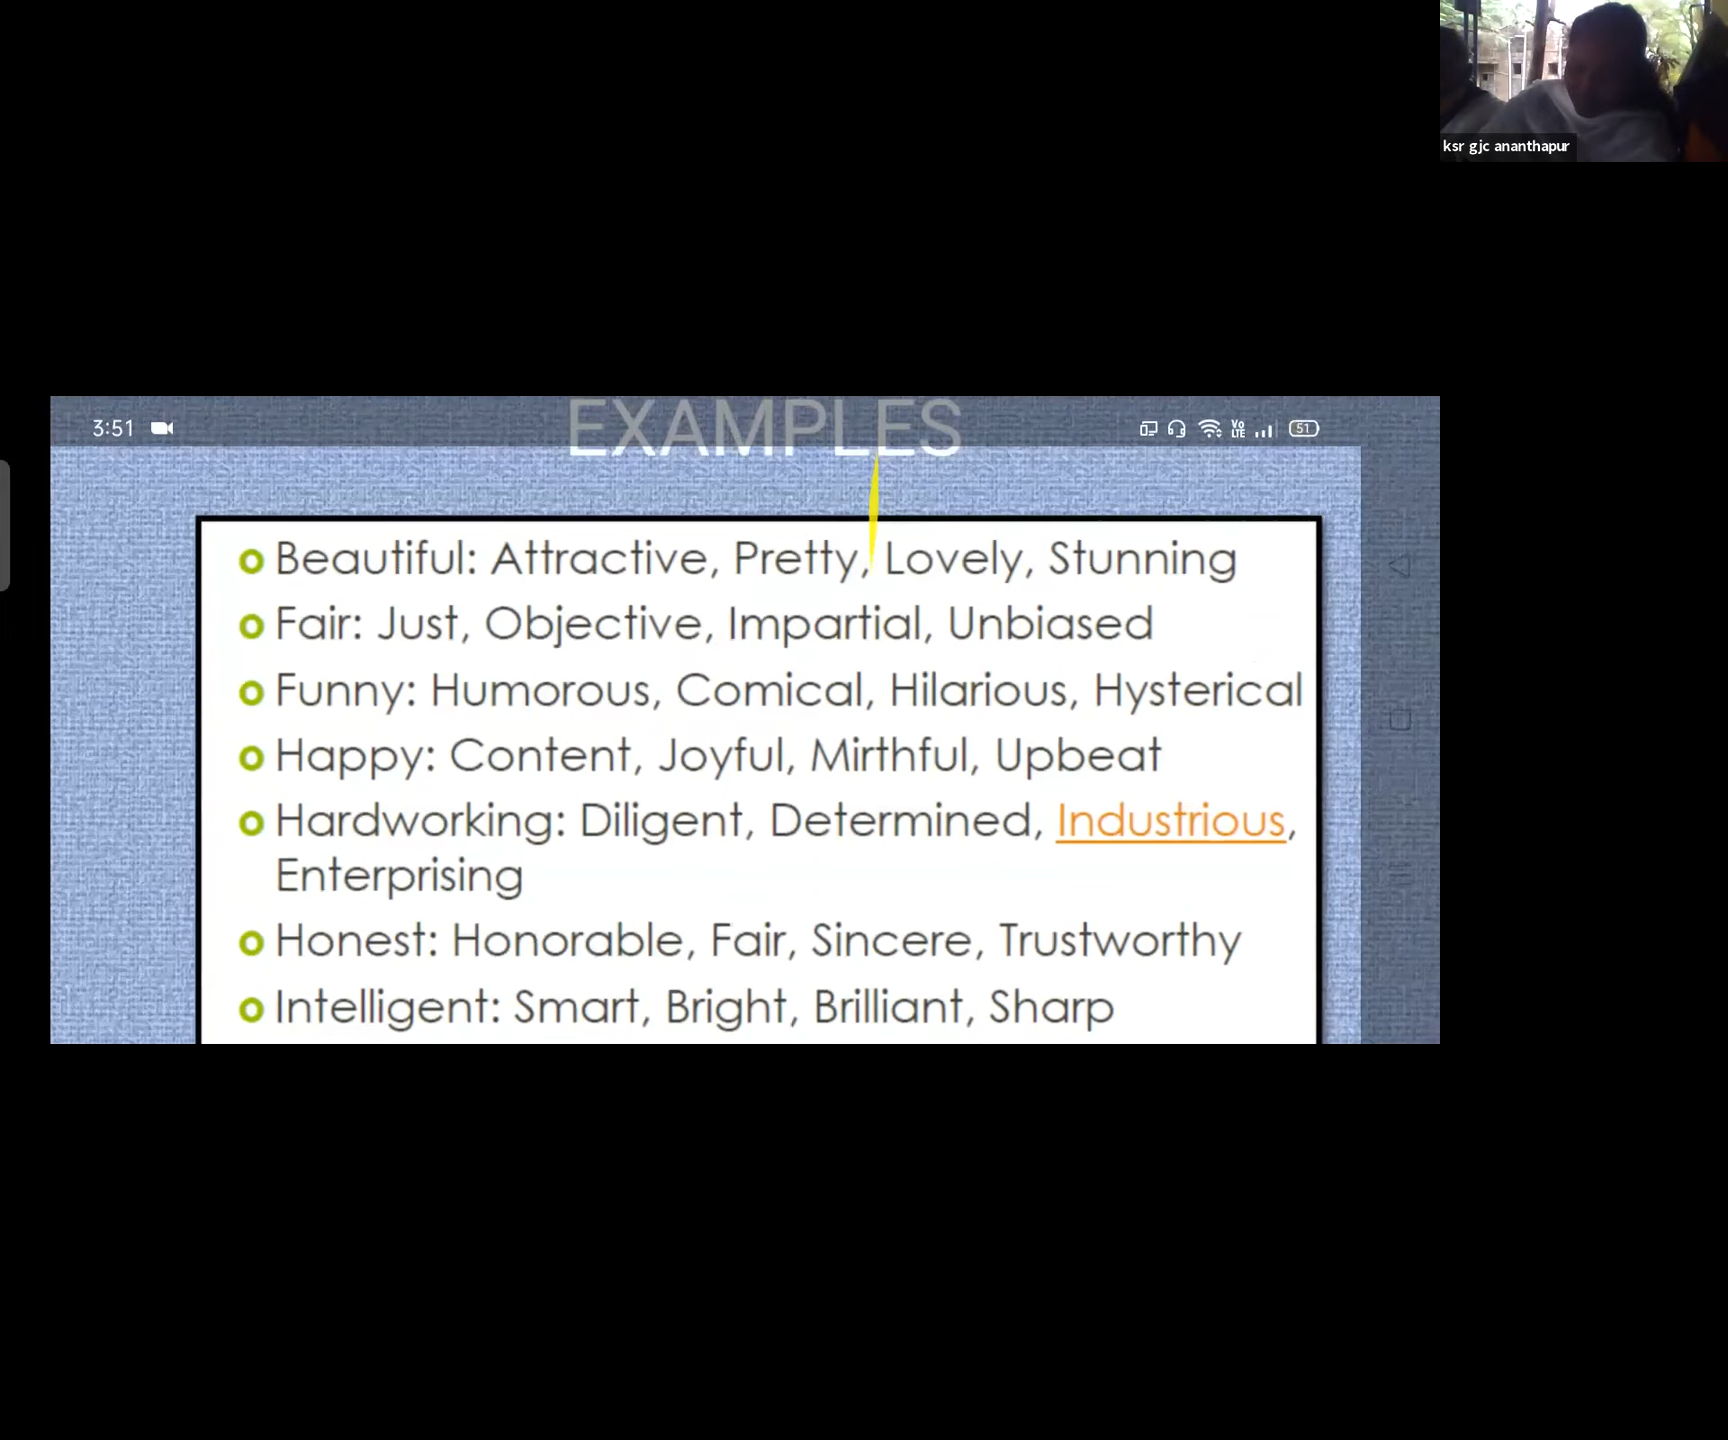 ksr gjc ananthapur
3:51
51
EXAMPLES
Beautiful: Attractive, Pretty, Lovely, Stunning
Fair: Just, Objective, Impartial, Unbiased
Funny: Humorous, Comical, Hilarious, Hysterical
Happy: Content, Joyful, Mirthful, Upbeat
Hardworking: Diligent, Determined, Industrious,
Enterprising
Honest: Honorable, Fair, Sincere, Trustworthy
Intelligent: Smart, Bright, Brilliant, Sharp